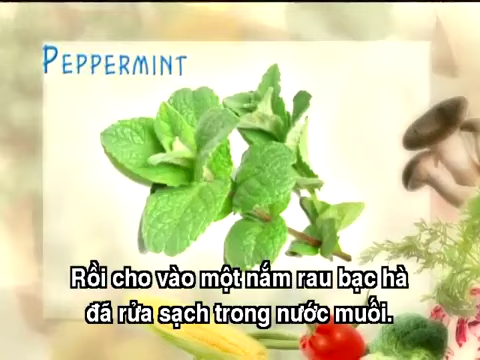 PEPPERMINT
Rồi cho vào một nắm rau bạc hà
đã rửa sạch trong nước muối.